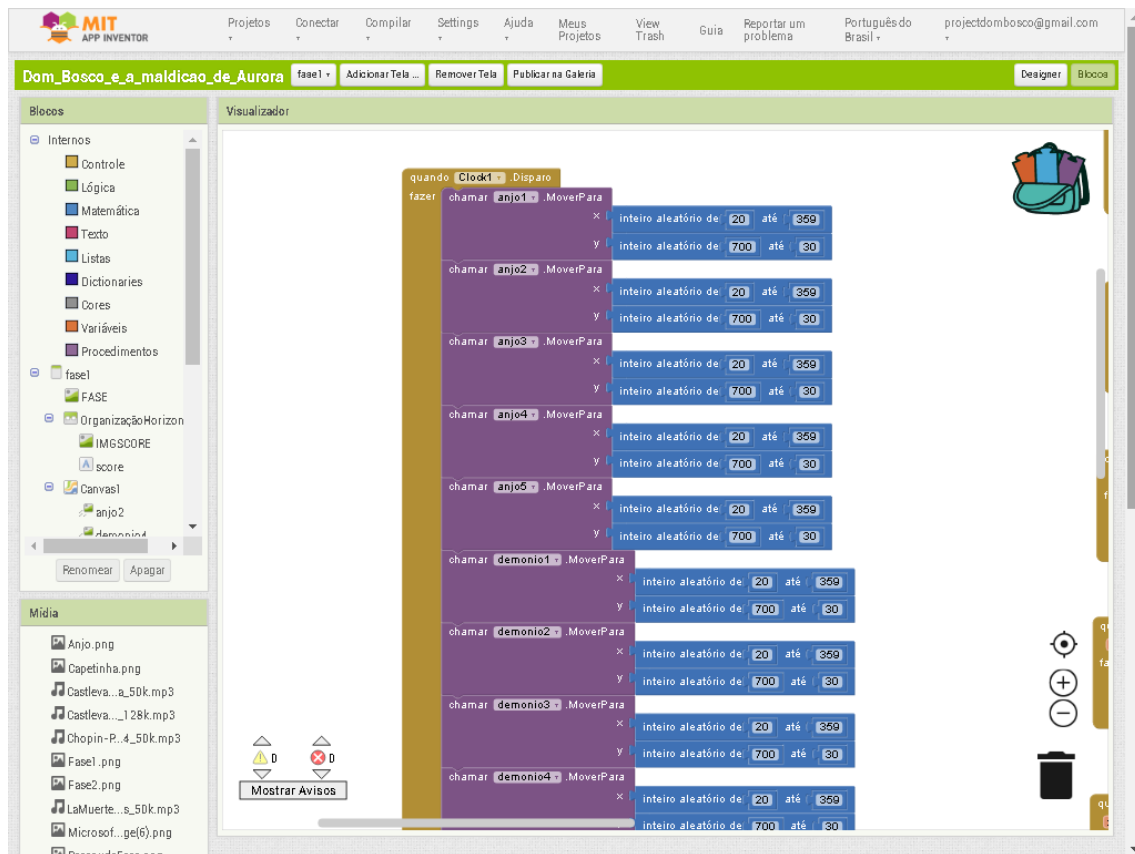 MIT
APP INVENTOR
Projetos
Conectar
Compilar
Settings
Ajuda
Meus Projetos
View Trash
Guia
Reportar um problema
Português do Brasil
projectdombosco@gmail.com
Dom_Bosco_e_a_maldicao_de_Aurora
fase1
Adicionar Tela ...
Remover Tela
Publicar na Galeria
Designer
Blocos
Blocos
Internos
Controle
Lógica
Matemática
Texto
Listas
Dictionaries
Cores
Variáveis
Procedimentos
fase1
FASE
OrganizaçãoHorizon
IMGSCORE
score
Canvas1
anjo2
demonio4
Renomear
Apagar
Mídia
Anjo.png
Capetinha.png
Castleva...a_50k.mp3
Castleva..._128k.mp3
Chopin-P...4_50k.mp3
Fase1.png
Fase2.png
LaMuerte...s_50k.mp3
Microsof...ge(6).png
Visualizador
quando Clock1 .Disparo
fazer chamar anjo1 .MoverPara
x inteiro aleatório de 20 até 359
y inteiro aleatório de 700 até 30
chamar anjo2 .MoverPara
x inteiro aleatório de 20 até 359
y inteiro aleatório de 700 até 30
chamar anjo3 .MoverPara
x inteiro aleatório de 20 até 359
y inteiro aleatório de 700 até 30
chamar anjo4 .MoverPara
x inteiro aleatório de 20 até 359
y inteiro aleatório de 700 até 30
chamar anjo5 .MoverPara
x inteiro aleatório de 20 até 359
y inteiro aleatório de 700 até 30
chamar demonio1 .MoverPara
x inteiro aleatório de 20 até 359
y inteiro aleatório de 700 até 30
chamar demonio2 .MoverPara
x inteiro aleatório de 20 até 359
y inteiro aleatório de 700 até 30
chamar demonio3 .MoverPara
x inteiro aleatório de 20 até 359
y inteiro aleatório de 700 até 30
chamar demonio4 .MoverPara
x inteiro aleatório de 20 até 359
inteiro aleatório de 700 até 30
0
0
Mostrar Avisos